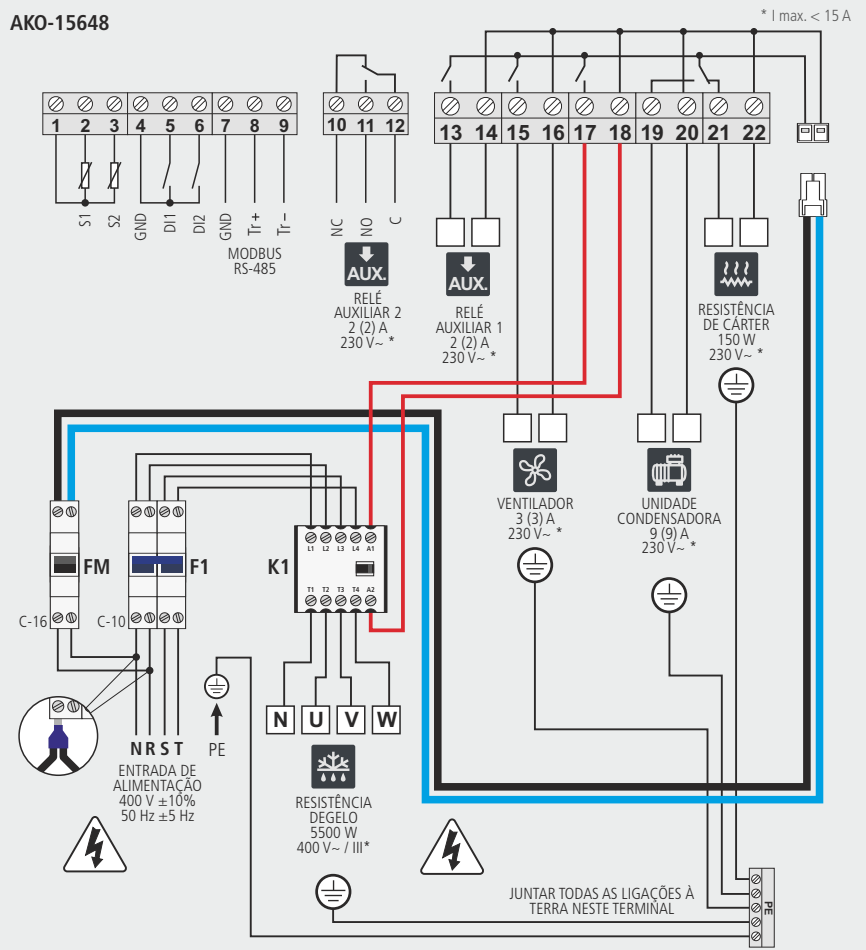 AKO-15648
* I max. < 15 A
1 2 3 4 5 6 7 8 9
10 11 12
13 14 15 16 17 18 19 20 21 22
S1
S2
GND
DI1
DI2
GND
Tr+
Tr−
MODBUS
RS-485
NC
NO
C
AUX.
RELÉ
AUXILIAR 2
2 (2) A
230 V~ *
AUX.
RELÉ
AUXILIAR 1
2 (2) A
230 V~ *
RESISTÊNCIA
DE CÁRTER
150 W
230 V~ *
VENTILADOR
3 (3) A
230 V~ *
UNIDADE
CONDENSADORA
9 (9) A
230 V~ *
FM
C-16
F1
C-10
K1
L1 L2 L3 L4 A1
T1 T2 T3 T4 A2
N U V W
N R S T
PE
ENTRADA DE
ALIMENTAÇÃO
400 V ±10%
50 Hz ±5 Hz
RESISTÊNCIA
DEGELO
5500 W
400 V~ / III*
JUNTAR TODAS AS LIGAÇÕES À
TERRA NESTE TERMINAL
PE